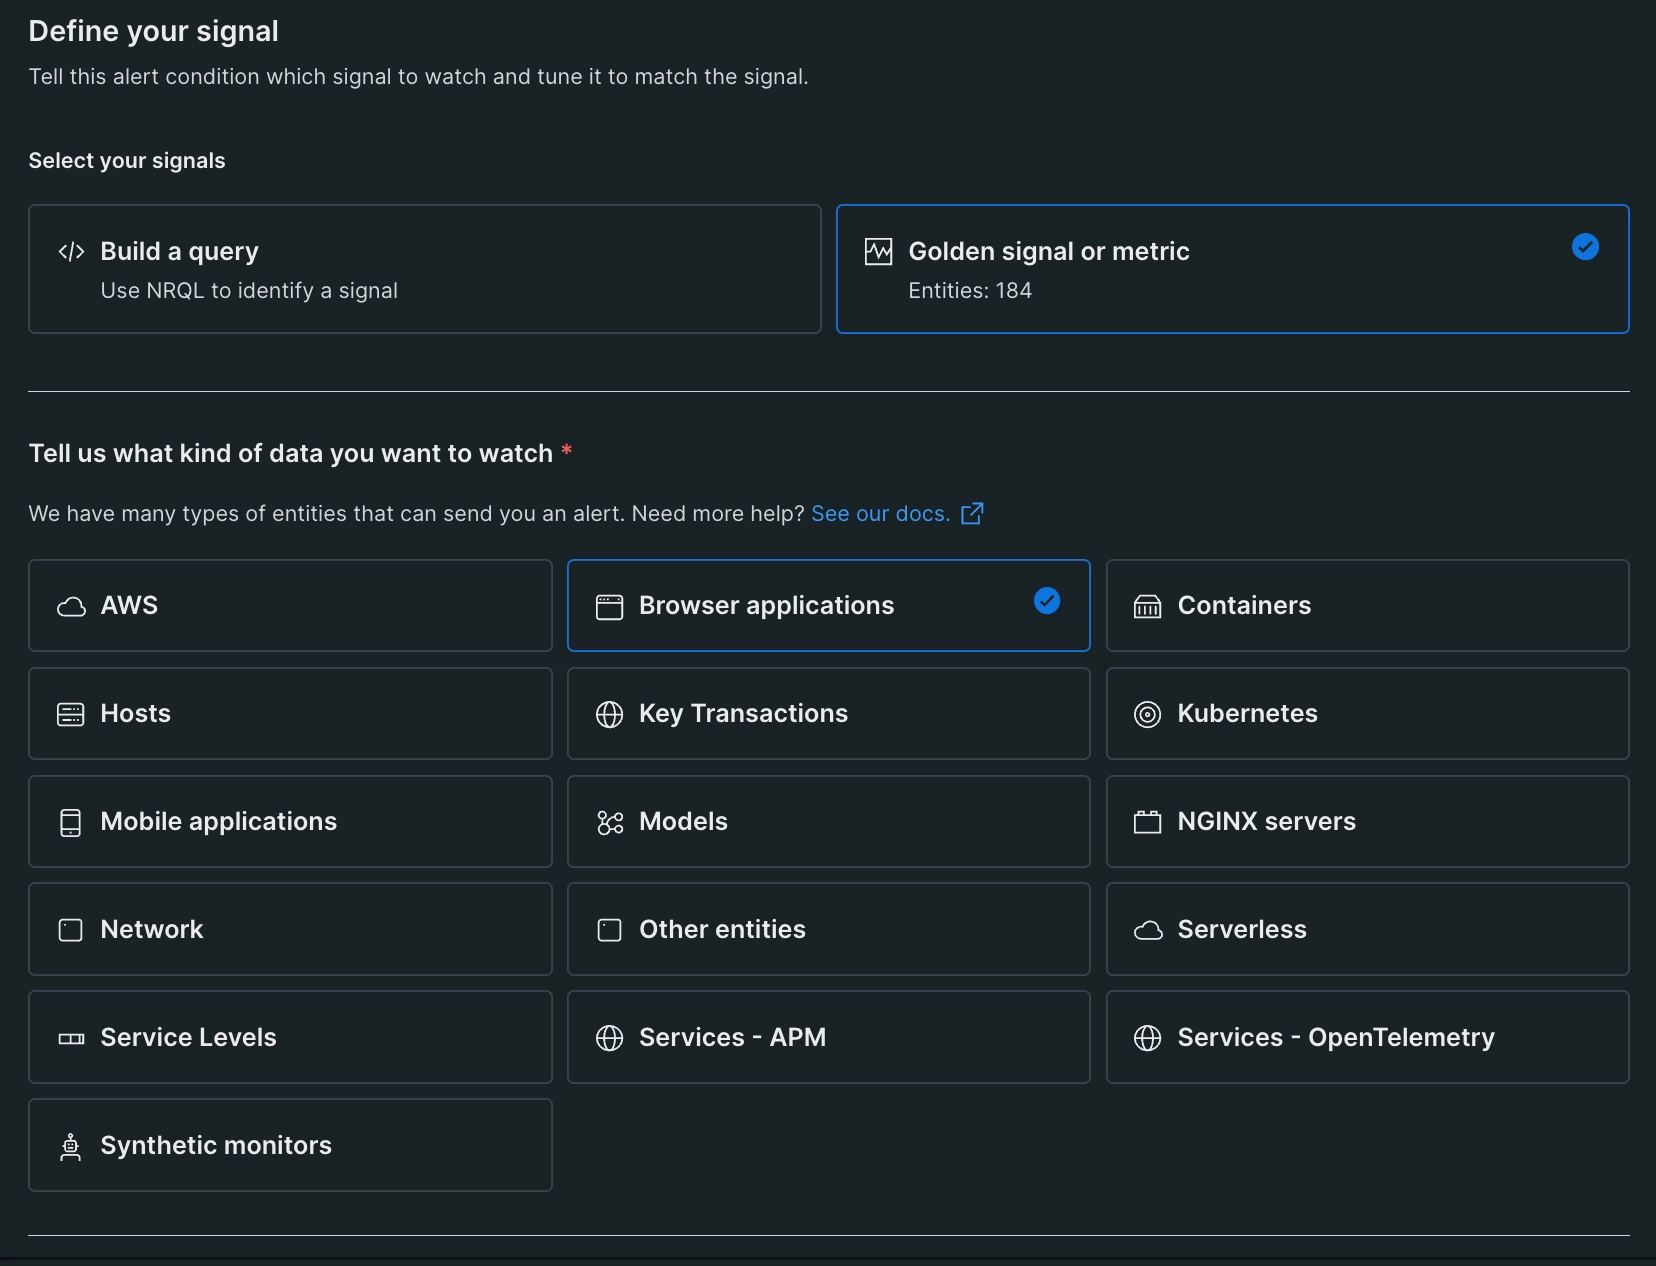 Define your signal
Tell this alert condition which signal to watch and tune it to match the signal.
Select your signals
Build a query
Use NRQL to identify a signal
Golden signal or metric
Entities: 184
Tell us what kind of data you want to watch *
We have many types of entities that can send you an alert. Need more help? See our docs.
AWS
Browser applications
Containers
Hosts
Key Transactions
Kubernetes
Mobile applications
Models
NGINX servers
Network
Other entities
Serverless
Service Levels
Services - APM
Services - OpenTelemetry
Synthetic monitors